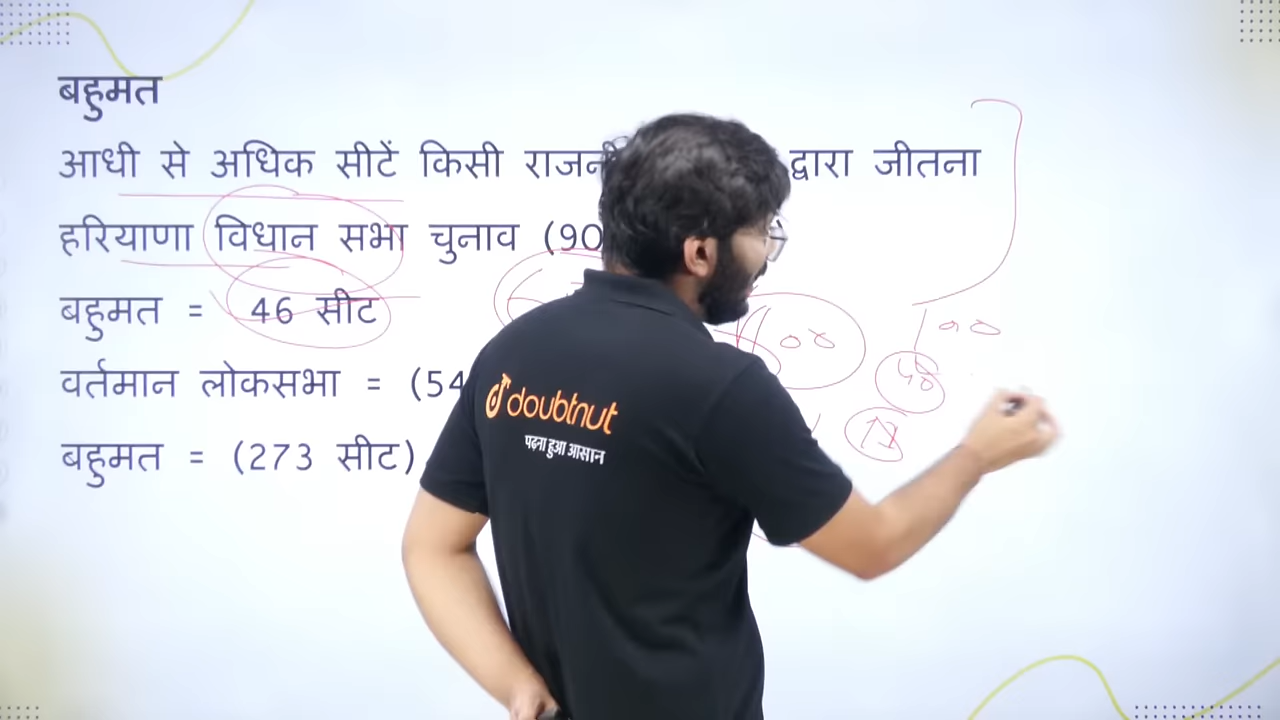 बहुमत
आधी से अधिक सीटें किसी द्वारा जीतना
हरियाणा विधान सभा चुनाव (90
बहुमत = 46 सीट
वर्तमान लोकसभा = (54
बहुमत = (273 सीट)
doubtnut
पढ़ना हुआ आसान